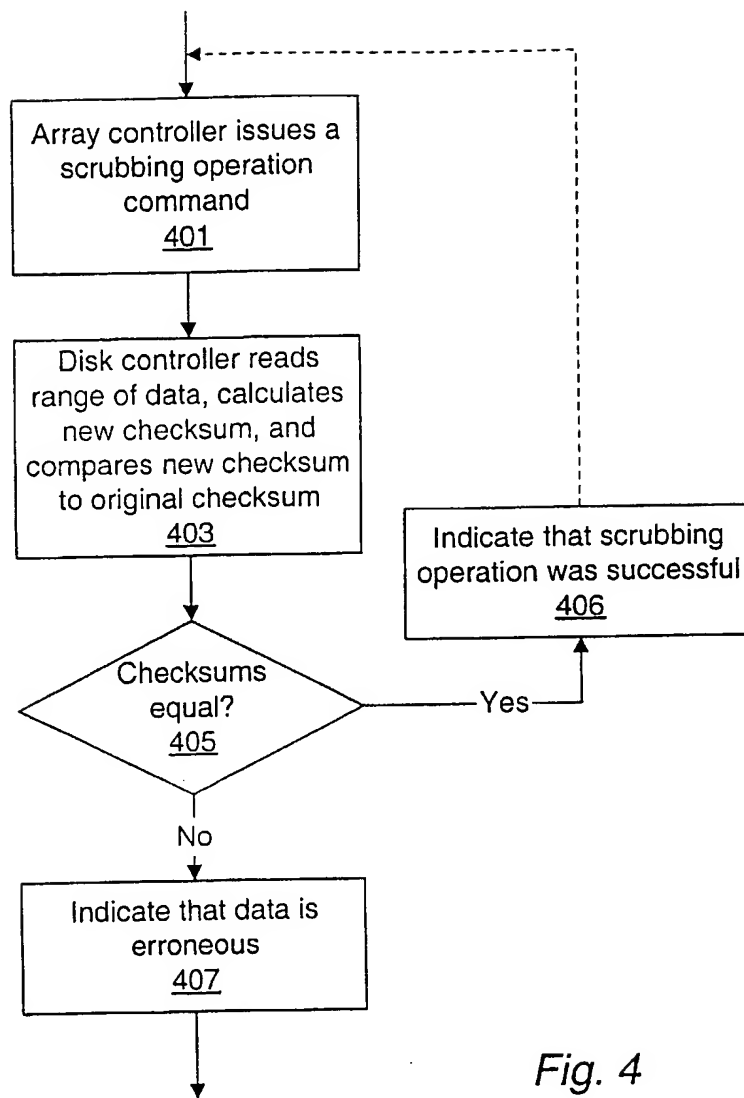 Array controller issues a
scrubbing operation
command
401
Disk controller reads
range of data, calculates
new checksum, and
compares new checksum
to original checksum
403
Indicate that scrubbing
operation was successful
406
Checksums
equal?
405
Yes
No
Indicate that data is
erroneous
407
Fig. 4